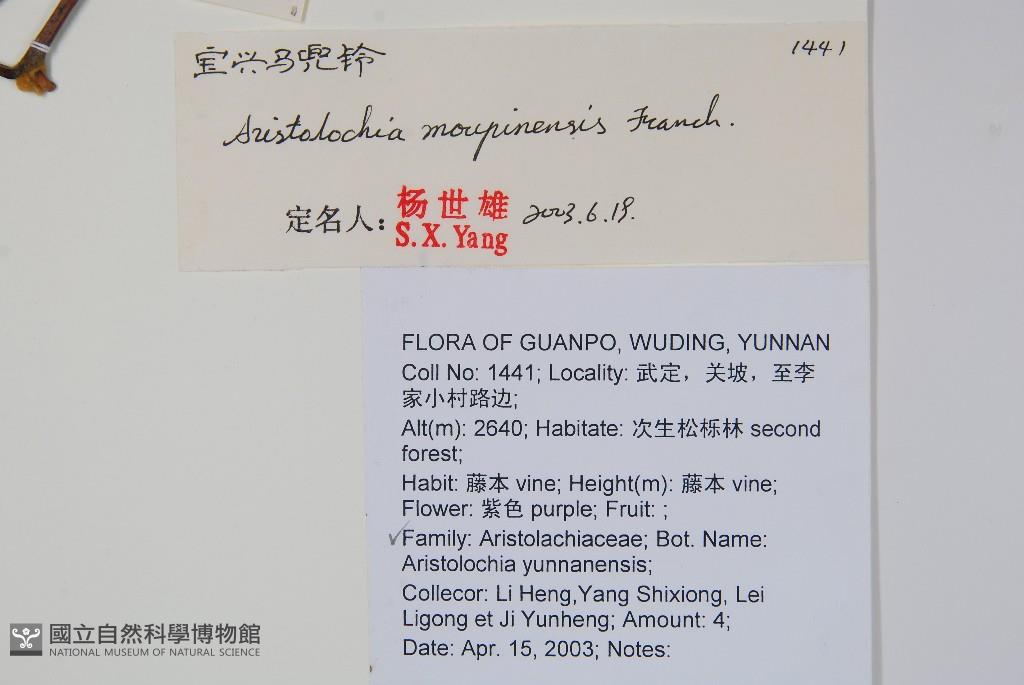 宝兴马兜铃
1441
Aristolochia moupinensis Franch.
定名人: 杨世雄 2003.6.19.
S.X.Yang
FLORA OF GUANPO, WUDING, YUNNAN
Coll No: 1441; Locality: 武定，关坡，至李
家小村路边;
Alt(m): 2640; Habitate: 次生松栎林 second
forest;
Habit: 藤本 vine; Height(m): 藤本 vine;
Flower: 紫色 purple; Fruit: ;
Family: Aristolachiaceae; Bot. Name:
Aristolochia yunnanensis;
Collecor: Li Heng,Yang Shixiong, Lei
Ligong et Ji Yunheng; Amount: 4;
Date: Apr. 15, 2003; Notes:
國立自然科學博物館
NATIONAL MUSEUM OF NATURAL SCIENCE